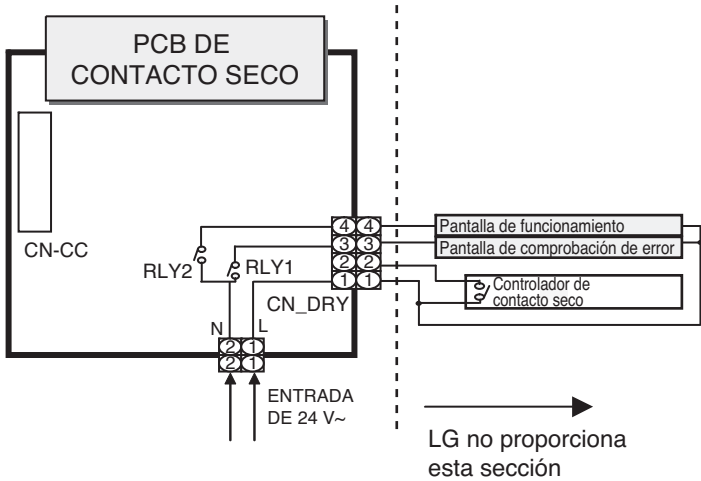 PCB DE
CONTACTO SECO
CN-CC
RLY2
RLY1
4 4
3 3
2 2
1 1
CN_DRY
N
L
2 1
2 1
ENTRADA
DE 24 V~
Pantalla de funcionamiento
Pantalla de comprobación de error
Controlador de
contacto seco
LG no proporciona
esta sección